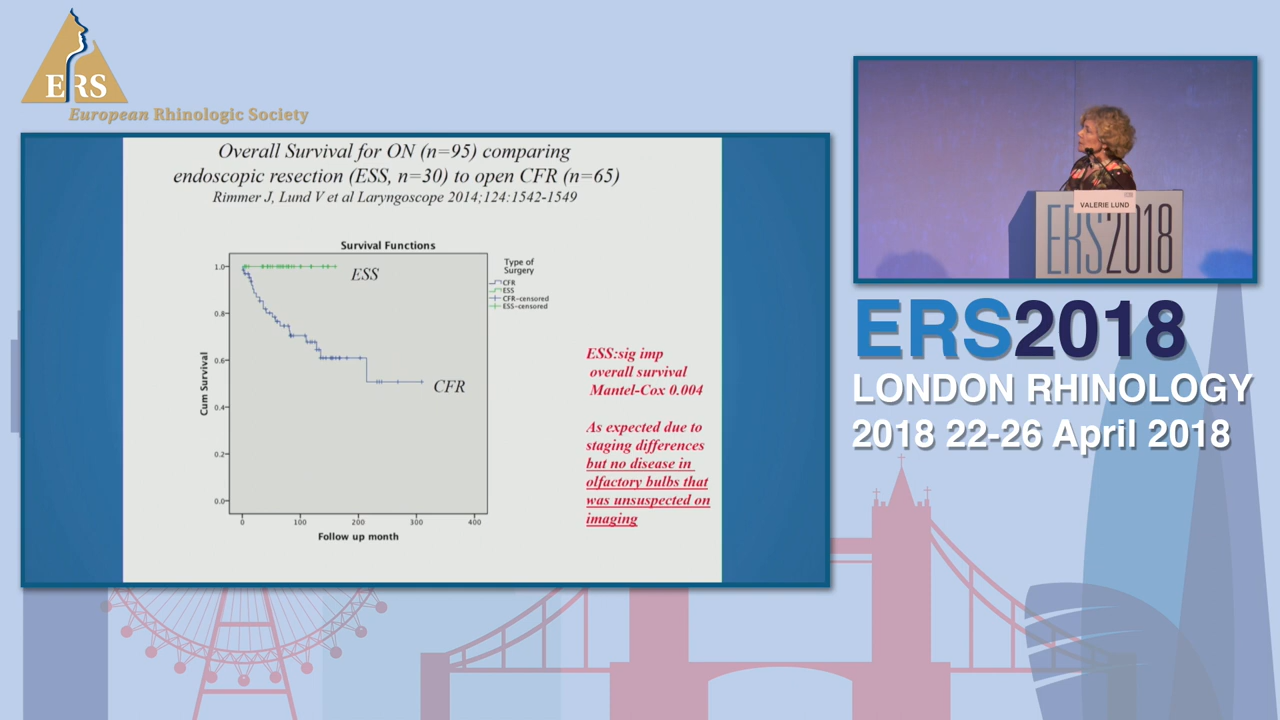 ERS
European Rhinologic Society
Overall Survival for ON (n=95) comparing
endoscopic resection (ESS, n=30) to open CFR (n=65)
Rimmer J, Lund V et al Laryngoscope 2014;124:1542-1549
Survival Functions
Type of
Surgery
CFR
ESS
CFR-censored
ESS-censored
ESS
CFR
1.0
0.8
0.6
0.4
0.2
0.0
Cum Survival
0 100 200 300 400
Follow up month
ESS:sig imp
overall survival
Mantel-Cox 0.004
As expected due to
staging differences
but no disease in
olfactory bulbs that
was unsuspected on
imaging
VALERIE LUND
ERS2018
ERS2018
LONDON RHINOLOGY
2018 22-26 April 2018